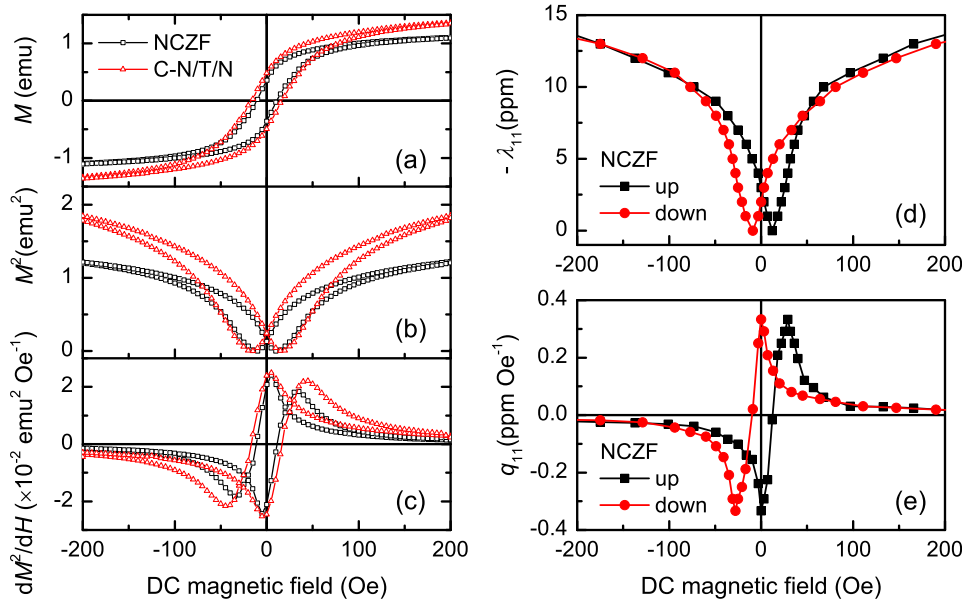 1
0
-1
M (emu)
NCZF
C-N/T/N
(a)
2
1
0
M²(emu²)
(b)
2
0
-2
dM²/dH (×10⁻² emu² Oe⁻¹)
(c)
-200 -100 0 100 200
DC magnetic field (Oe)
15
10
5
0
- λ₁₁(ppm)
NCZF
up
down
(d)
-200 -100 0 100 200
0.4
0.2
0.0
-0.2
-0.4
q₁₁(ppm Oe⁻¹)
NCZF
up
down
(e)
-200 -100 0 100 200
DC magnetic field (Oe)